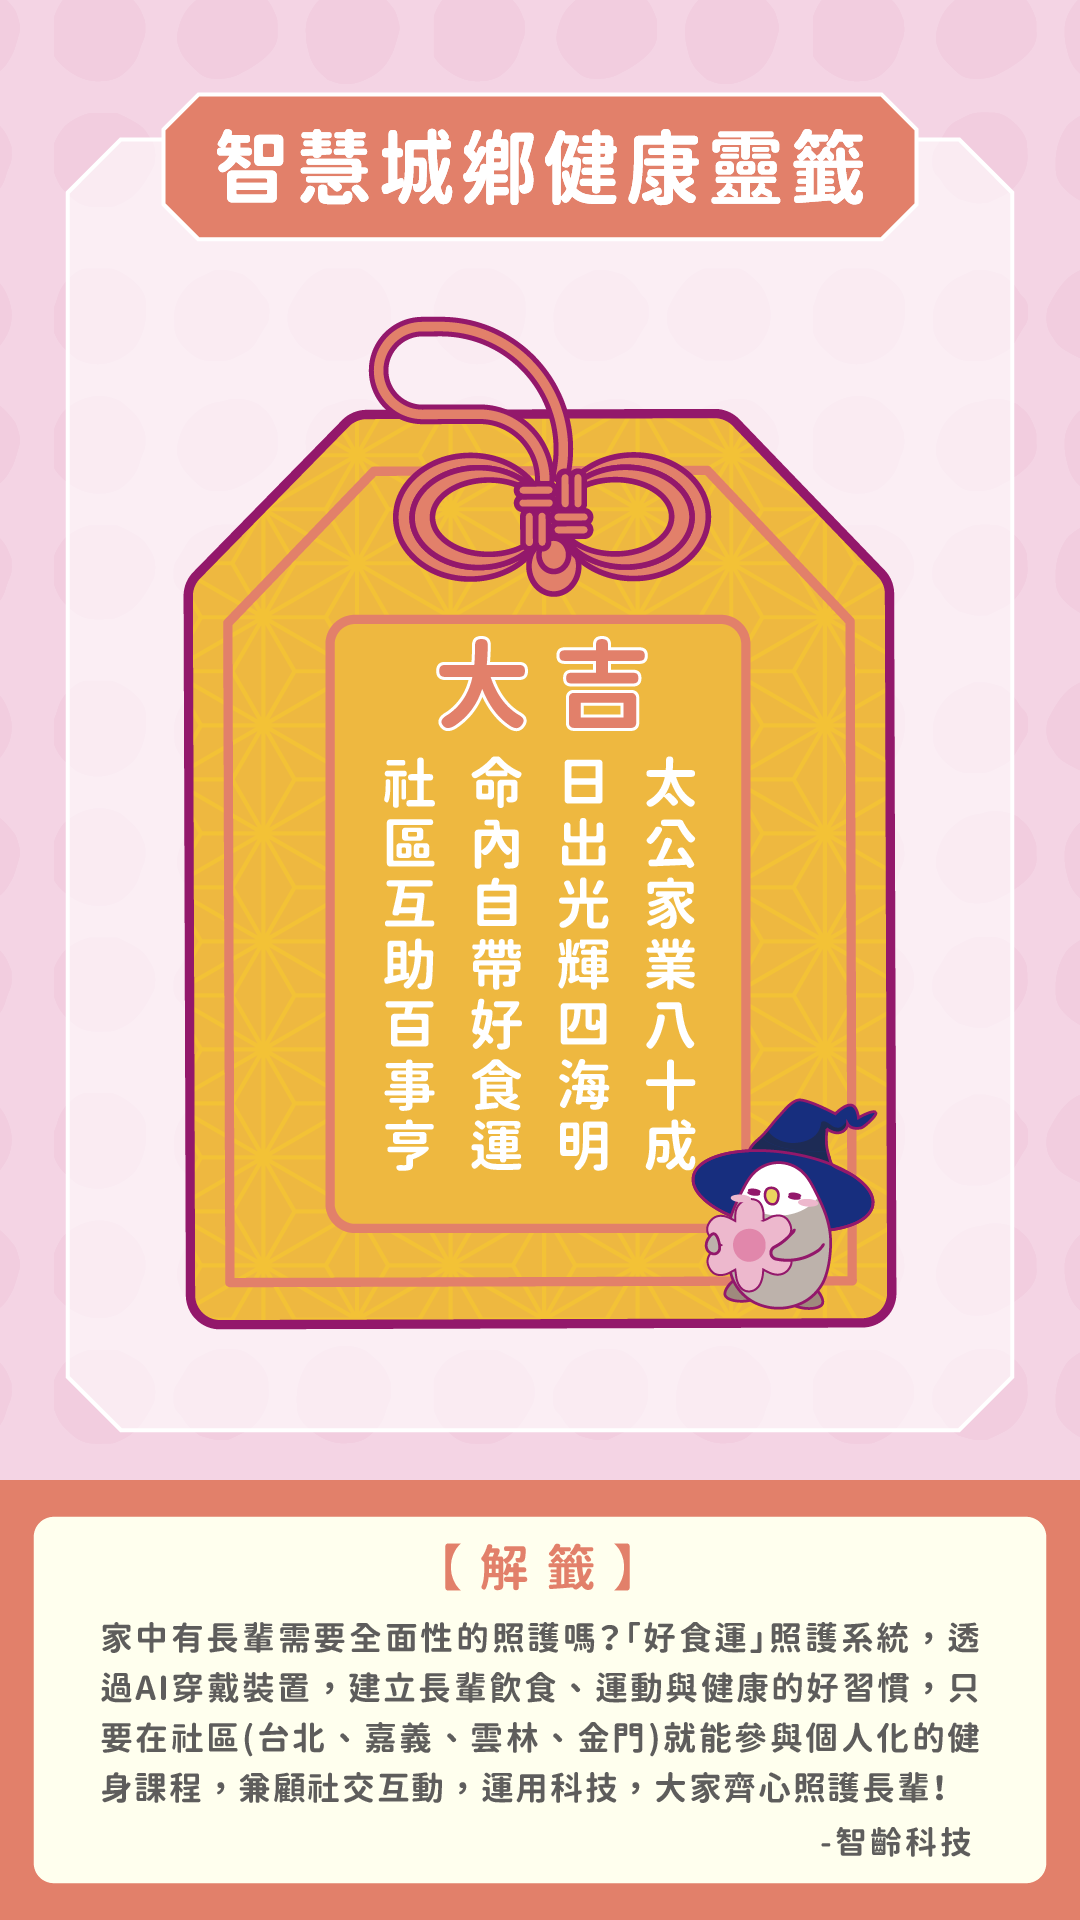 智慧城鄉健康靈籤
大吉
太公家業八十成
日出光輝四海明
命內自帶好食運
社區互助百事亨
【解籤】
家中有長輩需要全面性的照護嗎?「好食運」照護系統，透
過AI穿戴裝置，建立長輩飲食、運動與健康的好習慣，只
要在社區(台北、嘉義、雲林、金門)就能參與個人化的健
身課程，兼顧社交互動，運用科技，大家齊心照護長輩!
-智齡科技